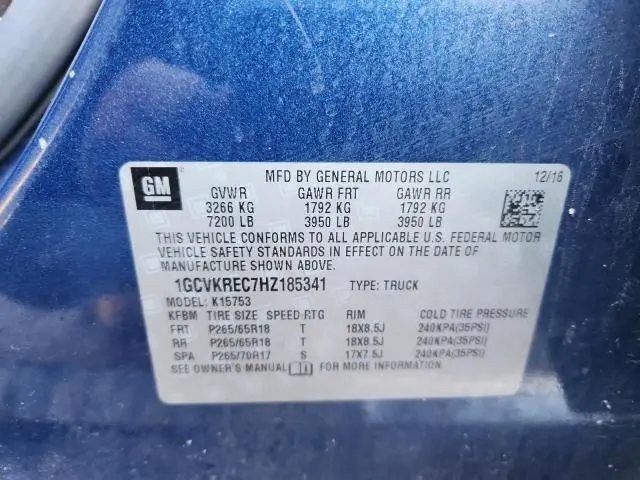 GM MFD BY GENERAL MOTORS LLC 12/16
GVWR GAWR FRT GAWR RR
3266 KG 1792 KG 1792 KG
7200 LB 3950 LB 3950 LB
THIS VEHICLE CONFORMS TO ALL APPLICABLE U.S. FEDERAL MOTOR
VEHICLE SAFETY STANDARDS IN EFFECT ON THE DATE OF
MANUFACTURE SHOWN ABOVE.
1GCVKREC7HZ185341 TYPE: TRUCK
MODEL: K15753
KFBM TIRE SIZE SPEED RTG RIM COLD TIRE PRESSURE
FRT P265/65R18 T 18X8.5J 240KPA(35PSI)
RR P265/65R18 T 18X8.5J 240KPA(35PSI)
SPA P265/70R17 S 17X7.5J 240KPA(35PSI)
SEE OWNER'S MANUAL FOR MORE INFORMATION